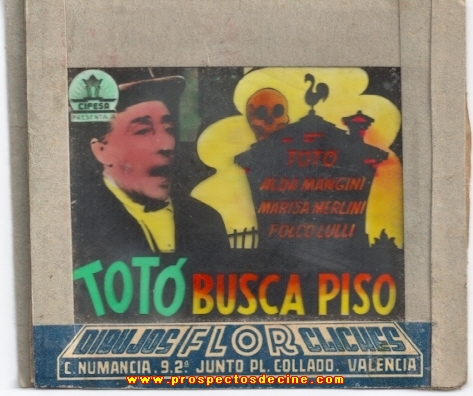 CIFESA
PRESENTA A
TOTO
ALDA MANGINI
MARISA MERLINI
FOLCO LULLI
TOTÓ BUSCA PISO
DIBUJOS FLOR CLICHES
C. NUMANCIA. 9.2º JUNTO PL. COLLADO. VALENCIA
www.prospectosdecine.com